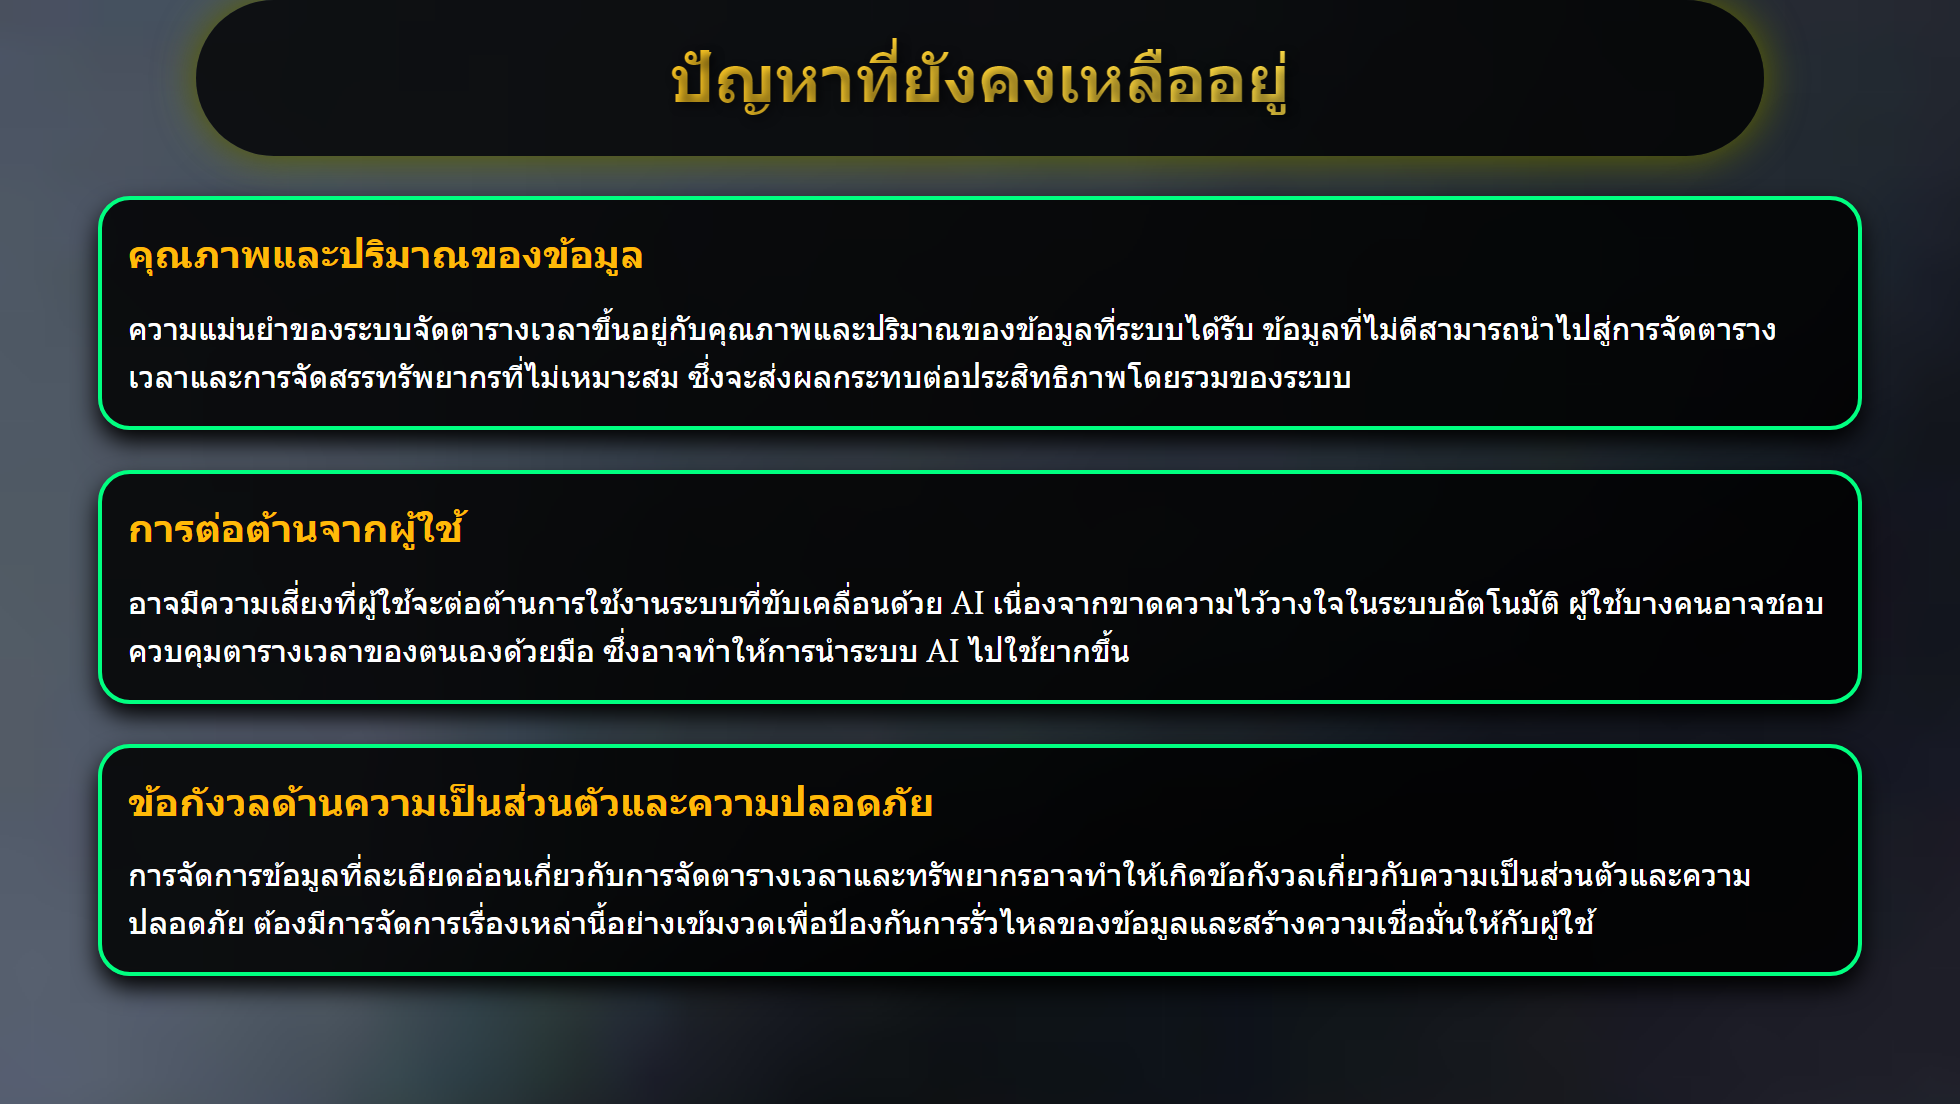 ปัญหาที่ยังคงเหลืออยู่
คุณภาพและปริมาณของข้อมูล
ความแม่นยำของระบบจัดตารางเวลาขึ้นอยู่กับคุณภาพและปริมาณของข้อมูลที่ระบบได้รับ ข้อมูลที่ไม่ดีสามารถนำไปสู่การจัดตาราง
เวลาและการจัดสรรทรัพยากรที่ไม่เหมาะสม ซึ่งจะส่งผลกระทบต่อประสิทธิภาพโดยรวมของระบบ
การต่อต้านจากผู้ใช้
อาจมีความเสี่ยงที่ผู้ใช้จะต่อต้านการใช้งานระบบที่ขับเคลื่อนด้วย AI เนื่องจากขาดความไว้วางใจในระบบอัตโนมัติ ผู้ใช้บางคนอาจชอบ
ควบคุมตารางเวลาของตนเองด้วยมือ ซึ่งอาจทำให้การนำระบบ AI ไปใช้ยากขึ้น
ข้อกังวลด้านความเป็นส่วนตัวและความปลอดภัย
การจัดการข้อมูลที่ละเอียดอ่อนเกี่ยวกับการจัดตารางเวลาและทรัพยากรอาจทำให้เกิดข้อกังวลเกี่ยวกับความเป็นส่วนตัวและความ
ปลอดภัย ต้องมีการจัดการเรื่องเหล่านี้อย่างเข้มงวดเพื่อป้องกันการรั่วไหลของข้อมูลและสร้างความเชื่อมั่นให้กับผู้ใช้